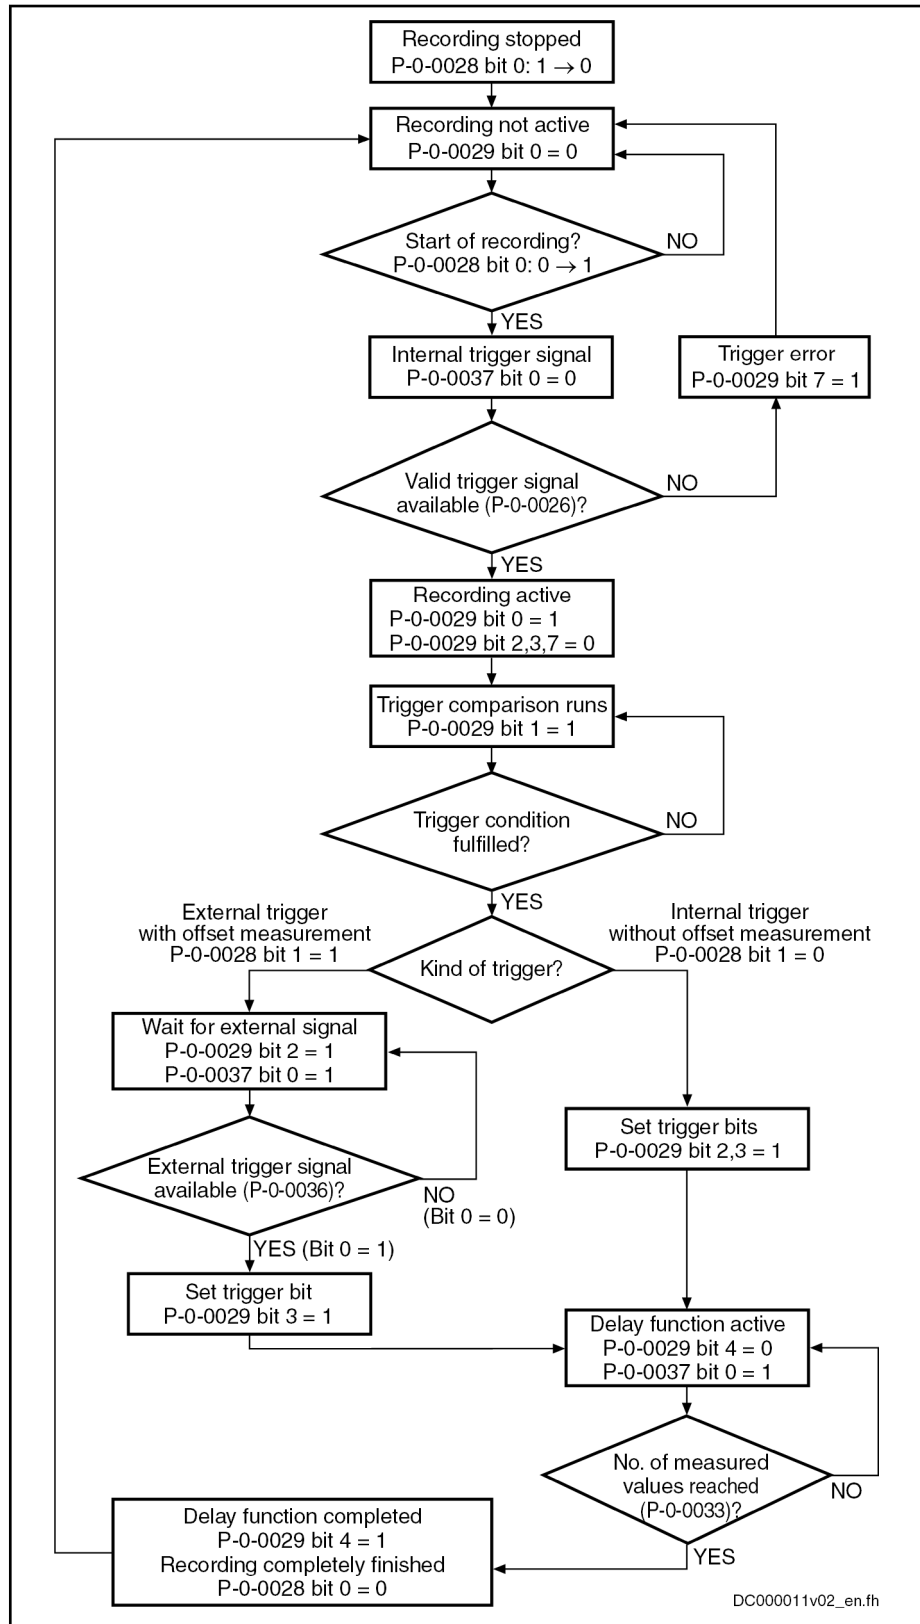 Recording stopped
P-0-0028 bit 0: 1 → 0
Recording not active
P-0-0029 bit 0 = 0
Start of recording?
P-0-0028 bit 0: 0 → 1
NO
YES
Internal trigger signal
P-0-0037 bit 0 = 0
Trigger error
P-0-0029 bit 7 = 1
Valid trigger signal
available (P-0-0026)?
NO
YES
Recording active
P-0-0029 bit 0 = 1
P-0-0029 bit 2,3,7 = 0
Trigger comparison runs
P-0-0029 bit 1 = 1
Trigger condition
fulfilled?
NO
YES
External trigger
with offset measurement
P-0-0028 bit 1 = 1
Kind of trigger?
Internal trigger
without offset measurement
P-0-0028 bit 1 = 0
Wait for external signal
P-0-0029 bit 2 = 1
P-0-0037 bit 0 = 1
Set trigger bits
P-0-0029 bit 2,3 = 1
External trigger signal
available (P-0-0036)?
NO
(Bit 0 = 0)
YES (Bit 0 = 1)
Set trigger bit
P-0-0029 bit 3 = 1
Delay function active
P-0-0029 bit 4 = 0
P-0-0037 bit 0 = 1
No. of measured
values reached
(P-0-0033)?
NO
YES
Delay function completed
P-0-0029 bit 4 = 1
Recording completely finished
P-0-0028 bit 0 = 0
DC000011v02_en.fh